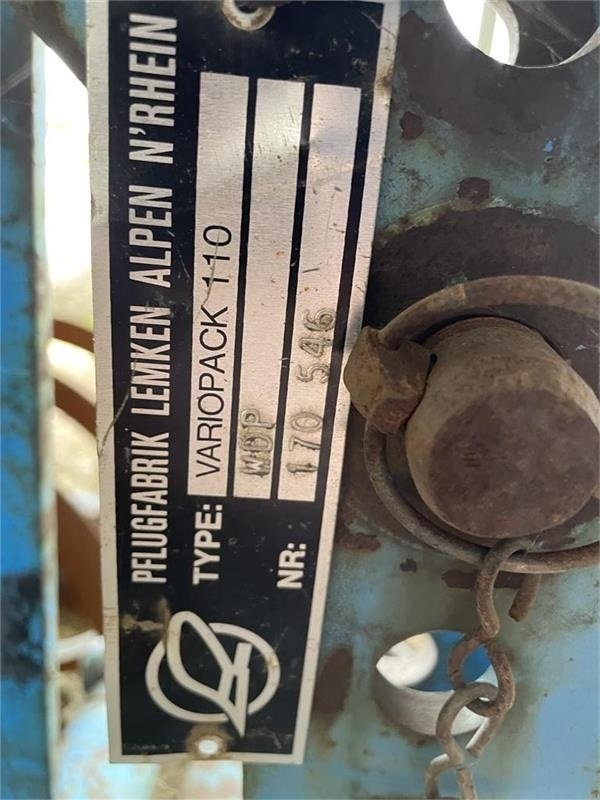 PFLUGFABRIK LEMKEN ALPEN N'RHEIN
TYPE: VARIOPACK 110
WDP
NR: 170 546